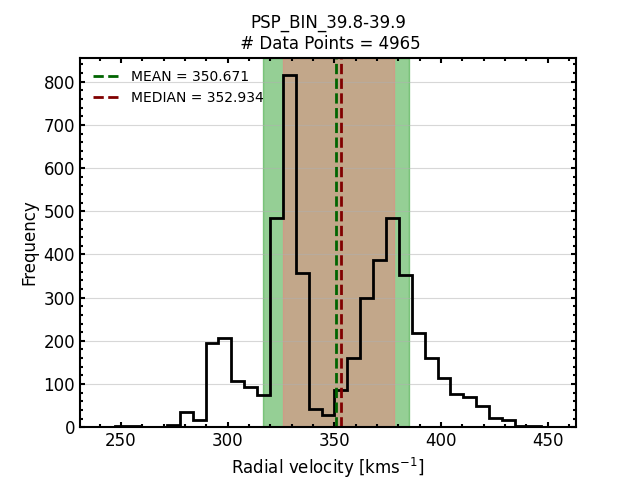 PSP_BIN_39.8-39.9
# Data Points = 4965
MEAN = 350.671
MEDIAN = 352.934
800
700
600
500
400
300
200
100
0
Frequency
250 300 350 400 450
Radial velocity [kms⁻¹]